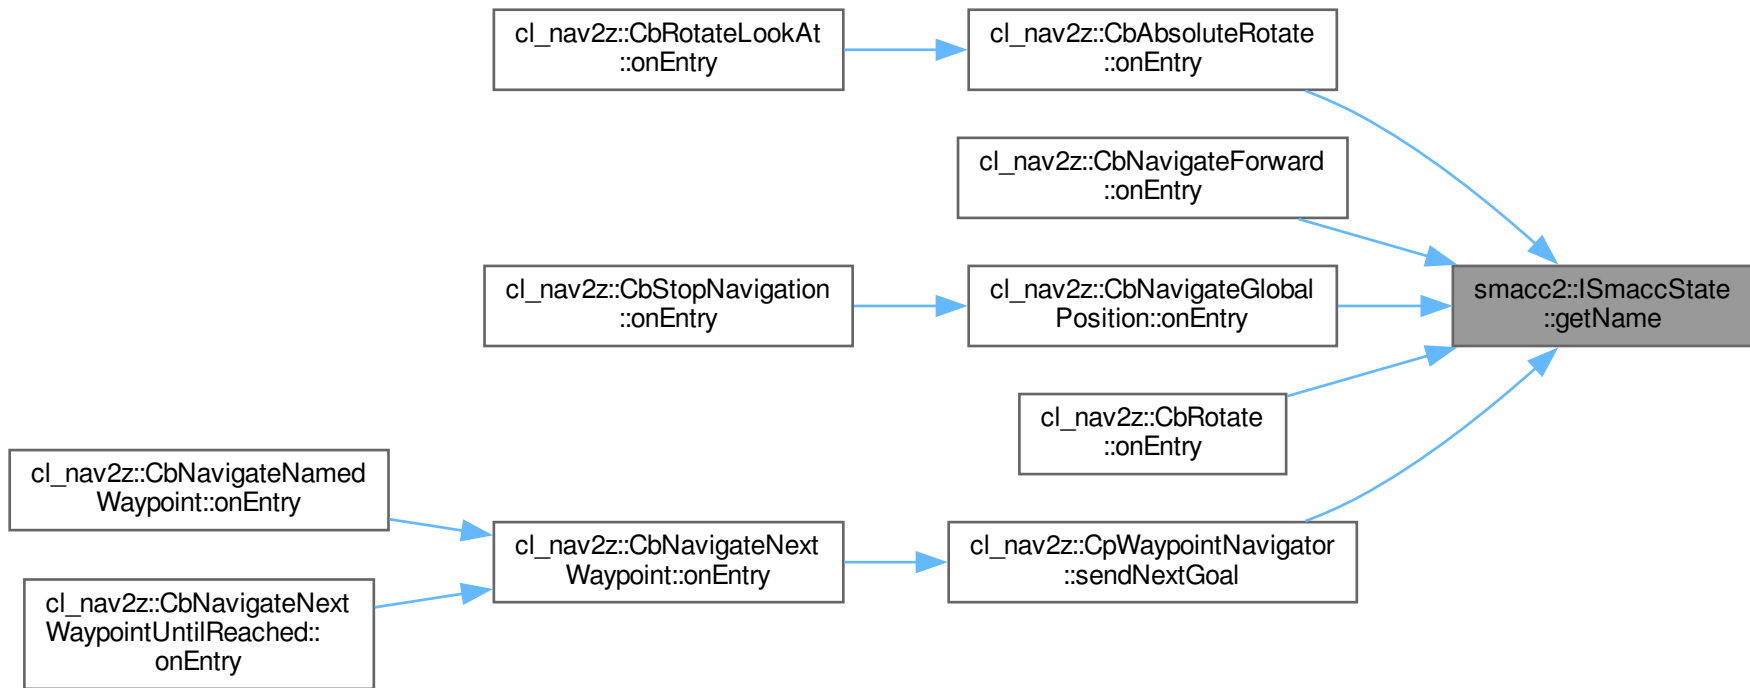 cl_nav2z::CbRotateLookAt
::onEntry
cl_nav2z::CbAbsoluteRotate
::onEntry
cl_nav2z::CbNavigateForward
::onEntry
cl_nav2z::CbStopNavigation
::onEntry
cl_nav2z::CbNavigateGlobal
Position::onEntry
smacc2::ISmaccState
::getName
cl_nav2z::CbRotate
::onEntry
cl_nav2z::CbNavigateNamed
Waypoint::onEntry
cl_nav2z::CbNavigateNext
Waypoint::onEntry
cl_nav2z::CpWaypointNavigator
::sendNextGoal
cl_nav2z::CbNavigateNext
WaypointUntilReached::
onEntry